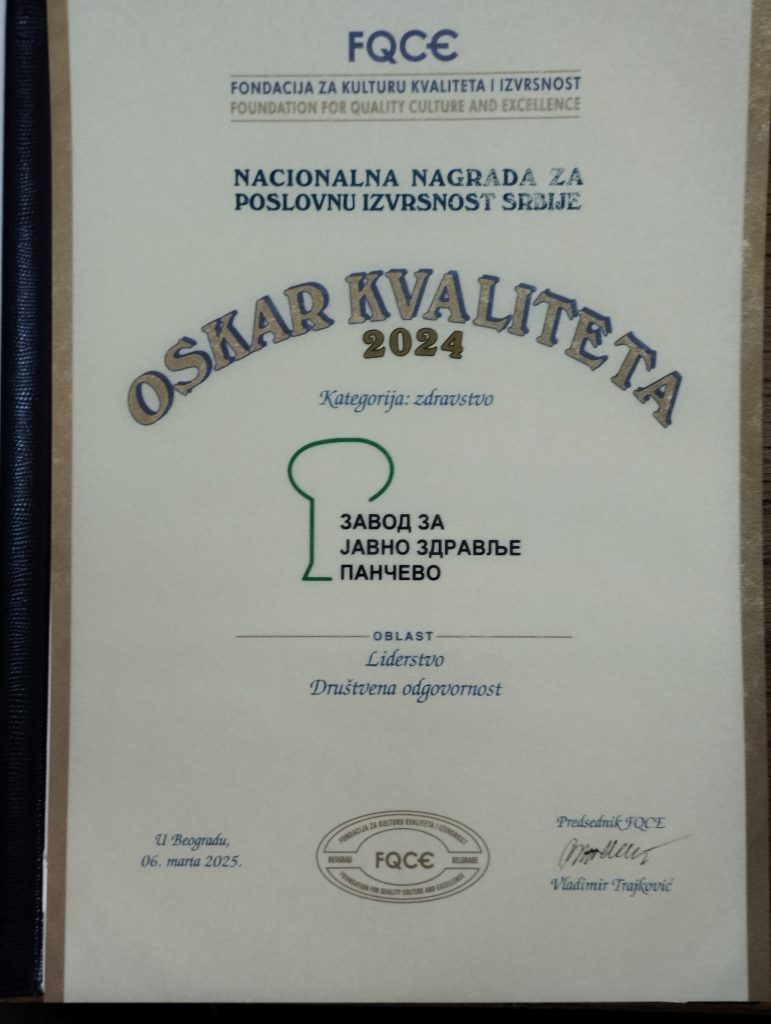 FQC€
FONDACIJA ZA KULTURU KVALITETA I IZVRSNOST
FOUNDATION FOR QUALITY CULTURE AND EXCELLENCE
NACIONALNA NAGRADA ZA
POSLOVNU IZVRSNOST SRBIJE
OSKAR KVALITETA
2024
Kategorija: zdravstvo
ЗАВОД ЗА
ЈАВНО ЗДРАВЉЕ
ПАНЧЕВО
OBLAST
Liderstvo
Društvena odgovornost
U Beogradu,
06. marta 2025.
FONDACIJA ZA KULTURU KVALITETA I IZVRSNOST
BEOGRAD
FQC€
BELGRADE
FOUNDATION FOR QUALITY CULTURE AND EXCELLENCE
Predsednik FQCE
Vladimir Trajković